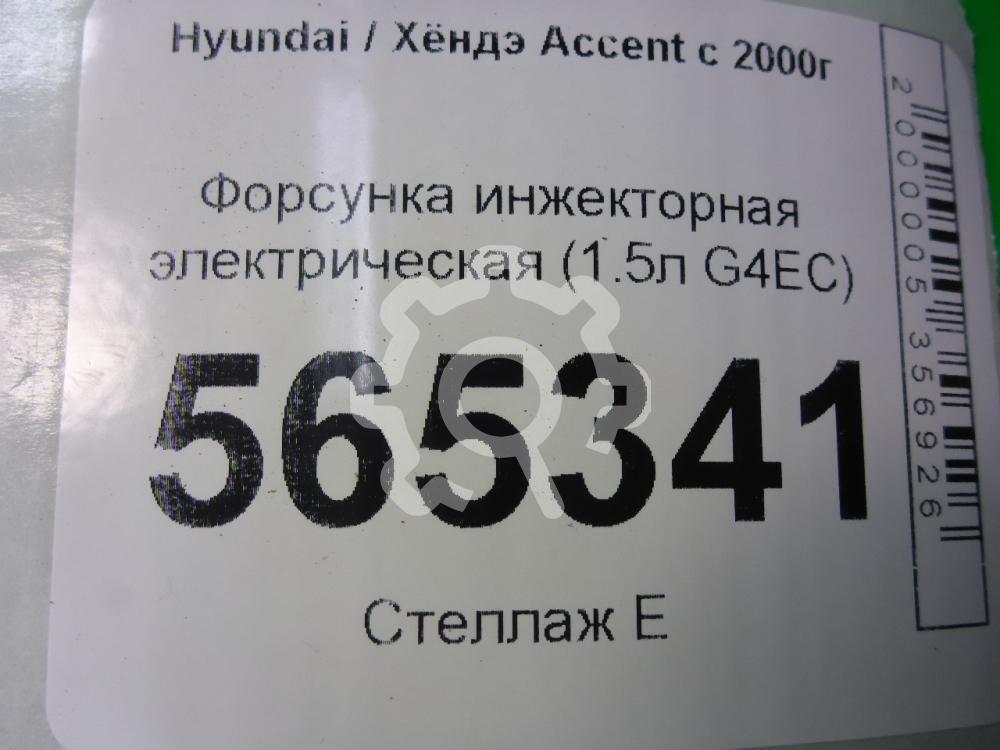 Hyundai / Хёндэ Accent с 2000г
Форсунка инжекторная
электрическая (1.5л G4EC)
565341
Стеллаж Е
2000005356926